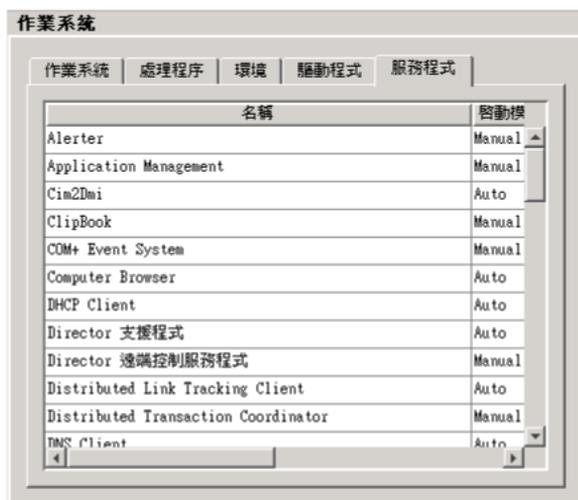 作業系統
作業系統 處理程序 環境 驅動程式 服務程式
名稱 啓動模
Alerter Manual
Application Management Manual
Cim2Dmi Auto
ClipBook Manual
COM+ Event System Manual
Computer Browser Auto
DHCP Client Auto
Director 支援程式 Auto
Director 遠端控制服務程式 Manual
Distributed Link Tracking Client Auto
Distributed Transaction Coordinator Manual
DNS Client Auto